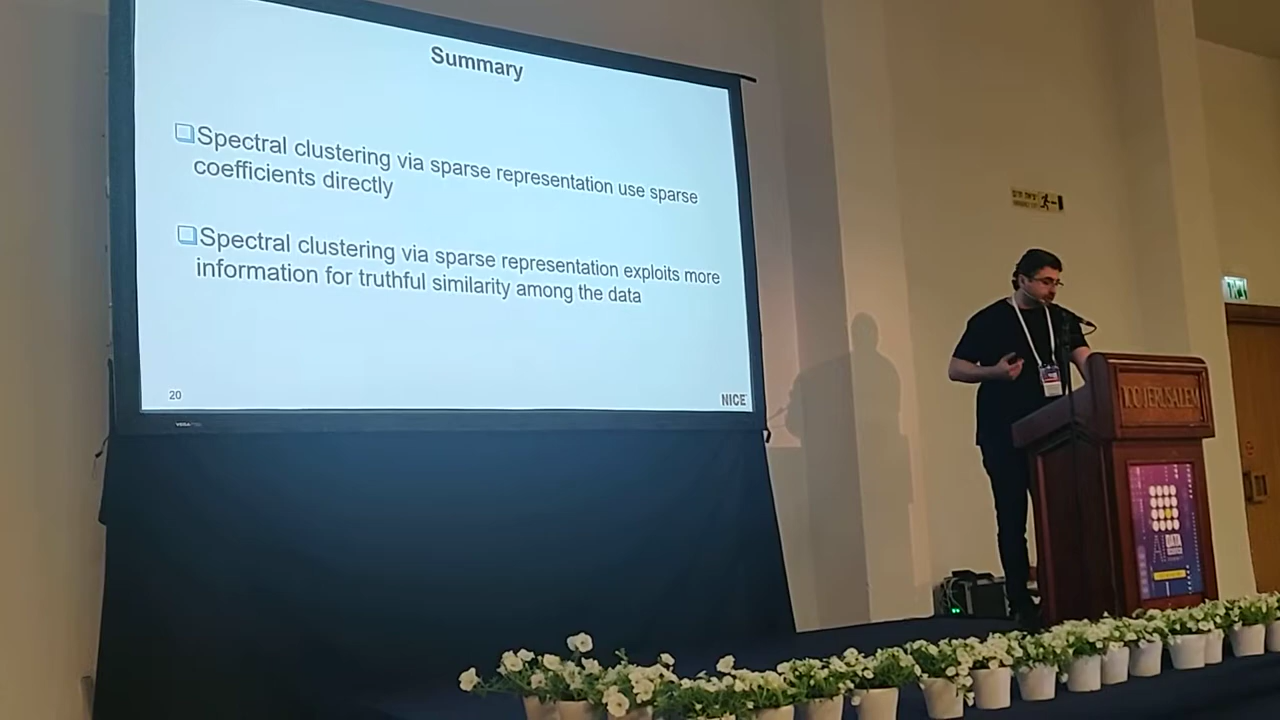 Summary
Spectral clustering via sparse representation use sparse
coefficients directly
Spectral clustering via sparse representation exploits more
information for truthful similarity among the data
20
NICE
JERUSALEM
DATA